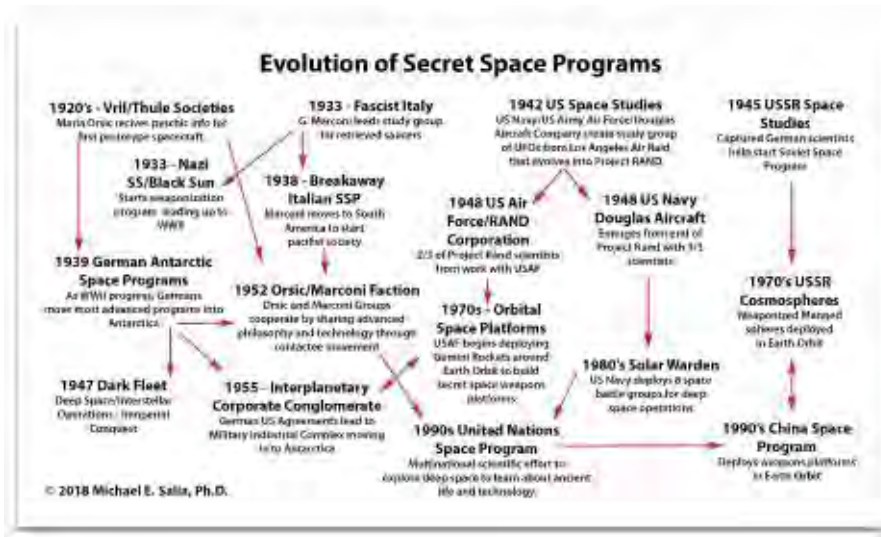 Evolution of Secret Space Programs
1920's - Vril/Thule Societies
Maria Orsic recives psychic info for
first prototype spacecraft.
1933 - Fascist Italy
G. Marconi leads study group
for retrieved saucers
1942 US Space Studies
US Navy/US Army Air Force/Douglas
Aircraft Company create study group
of UFOs from Los Angeles Air Raid
that evolves into Project RAND.
1945 USSR Space
Studies
Captured German scientists
help start Soviet Space
Program
1933 - Nazi
SS/Black Sun
Starts weaponization
program leading up to
WWII
1938 - Breakaway
Italian SSP
Marconi moves to South
America to start
pacifist society
1948 US Air
Force/RAND
Corporation
2/3 of Project Rand scientists
from work with USAF
1948 US Navy
Douglas Aircraft
Emerges from end of
Project Rand with 1/3
scientists
1939 German Antarctic
Space Programs
As WWII progress, Germans
move most advanced programs into
Antarctica
1952 Orsic/Marconi Faction
Orsic and Marconi Groups
cooperate by sharing advanced
philosophy and technology through
contactee movement
1970s - Orbital
Space Platforms
USAF begins deploying
Gemini Rockets around
Earth Orbit to build
secret space weapons
platforms
1970's USSR
Cosmospheres
Weaponized Manned
spheres deployed
in Earth Orbit
1947 Dark Fleet
Deep Space/Interstellar
Operations - Conquest
1955 - Interplanetary
Corporate Conglomerate
German US Agreements lead to
Military Industrial Complex moving
into Antarctica
1980's Solar Warden
US Navy deploys 8 space
battle groups for deep
space operations
1990s United Nations
Space Program
Multinational scientific effort to
explore deep space to learn about ancient
life and technology.
1990's China Space
Program
Deploys weapons platforms
in Earth Orbit
© 2018 Michael E. Salla, Ph.D.